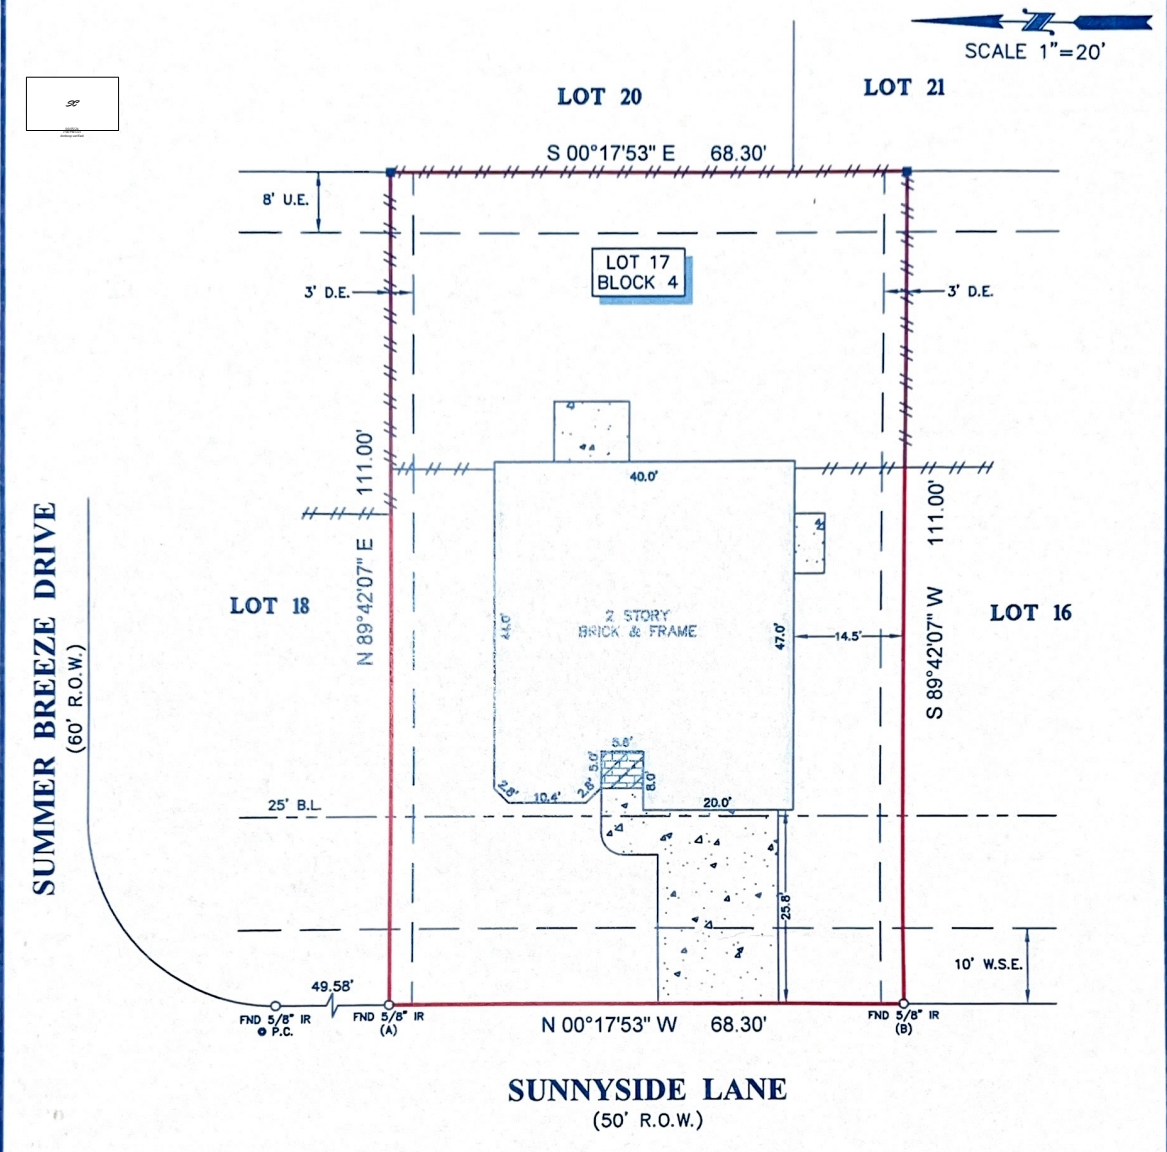 SCALE 1"=20'
LOT 20
LOT 21
S 00°17'53" E 68.30'
8' U.E.
LOT 17
BLOCK 4
3' D.E.
3' D.E.
40.0'
N 89°42'07" E 111.00'
S 89°42'07" W 111.00'
SUMMER BREEZE DRIVE
(60' R.O.W.)
LOT 18
44.0'
2 STORY
BRICK & FRAME
47.0'
14.5'
LOT 16
5.8'
5.0'
8.0'
2.8'
10.4'
2.8'
20.0'
25' B.L.
25.8'
10' W.S.E.
49.58'
FND 5/8" IR
@ P.C.
FND 5/8" IR
(A)
N 00°17'53" W 68.30'
FND 5/8" IR
(B)
SUNNYSIDE LANE
(50' R.O.W.)